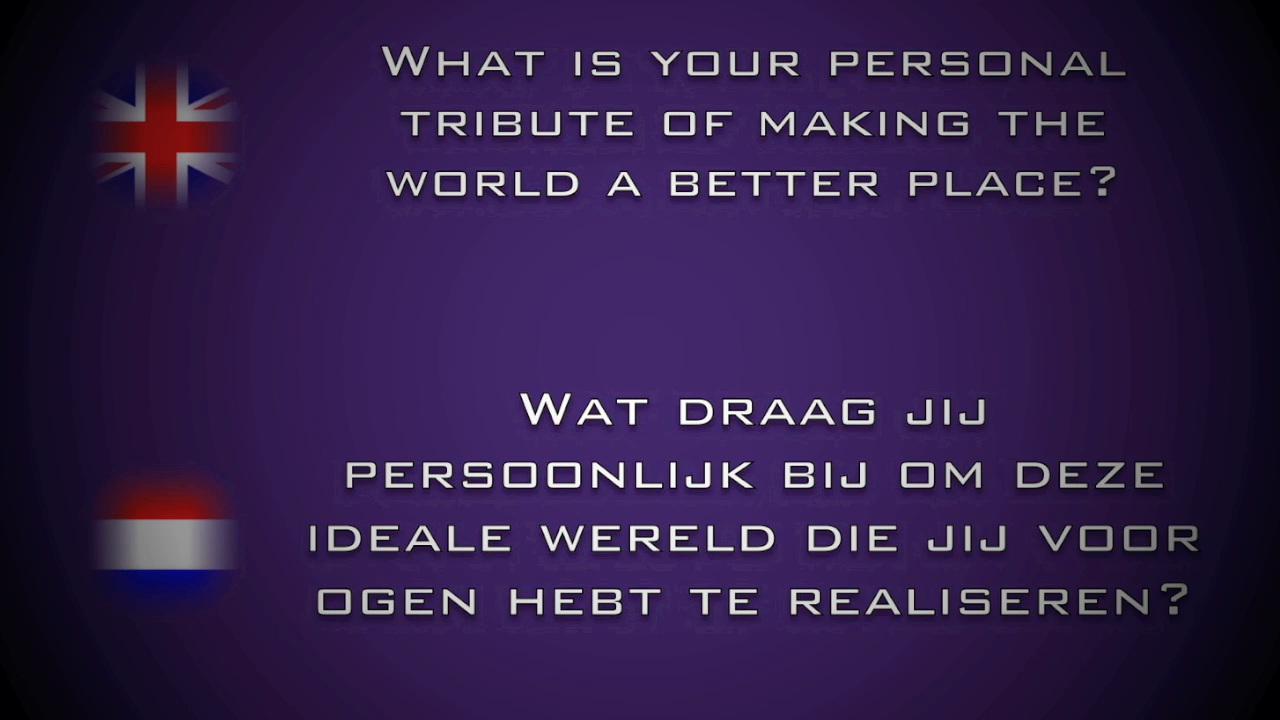 What is your personal
tribute of making the
world a better place?
Wat draag jij
persoonlijk bij om deze
ideale wereld die jij voor
ogen hebt te realiseren?